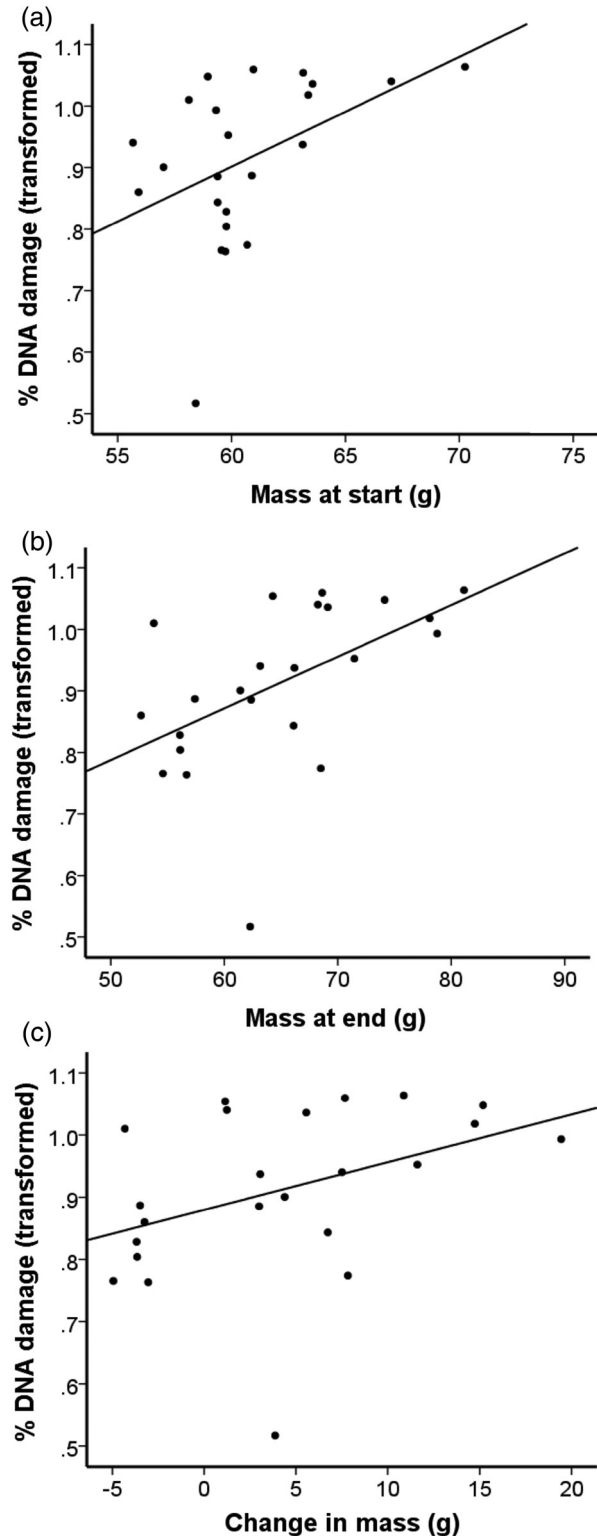 (a)
% DNA damage (transformed)
1.1
1.0
.9
.8
.7
.6
.5
55 60 65 70 75
Mass at start (g)
(b)
% DNA damage (transformed)
1.1
1.0
.9
.8
.7
.6
.5
50 60 70 80 90
Mass at end (g)
(c)
% DNA damage (transformed)
1.1
1.0
.9
.8
.7
.6
.5
-5 0 5 10 15 20
Change in mass (g)